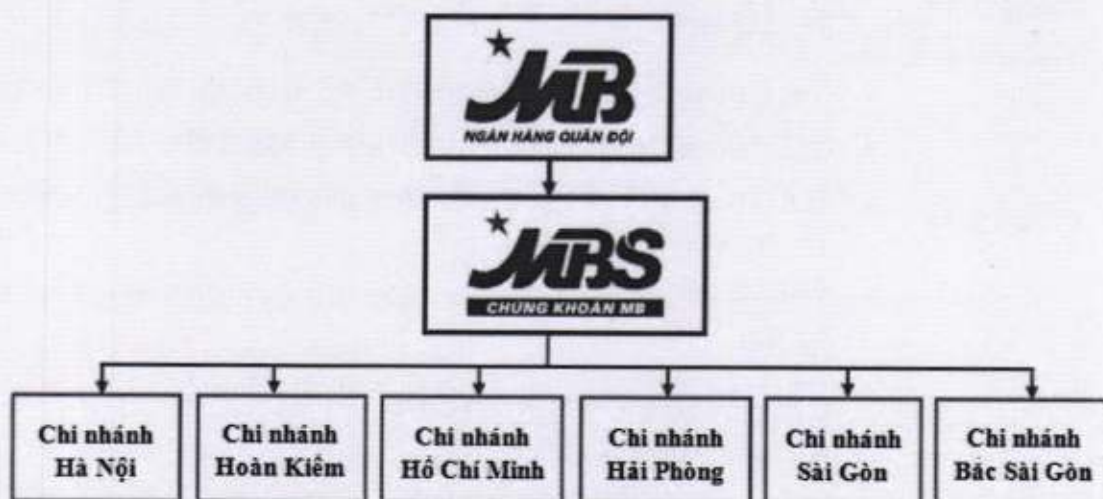 MB
NGÂN HÀNG QUÂN ĐỘI
MBS
CHỨNG KHOÁN MB
Chi nhánh
Hà Nội
Chi nhánh
Hoàn Kiếm
Chi nhánh
Hồ Chí Minh
Chi nhánh
Hải Phòng
Chi nhánh
Sài Gòn
Chi nhánh
Bắc Sài Gòn